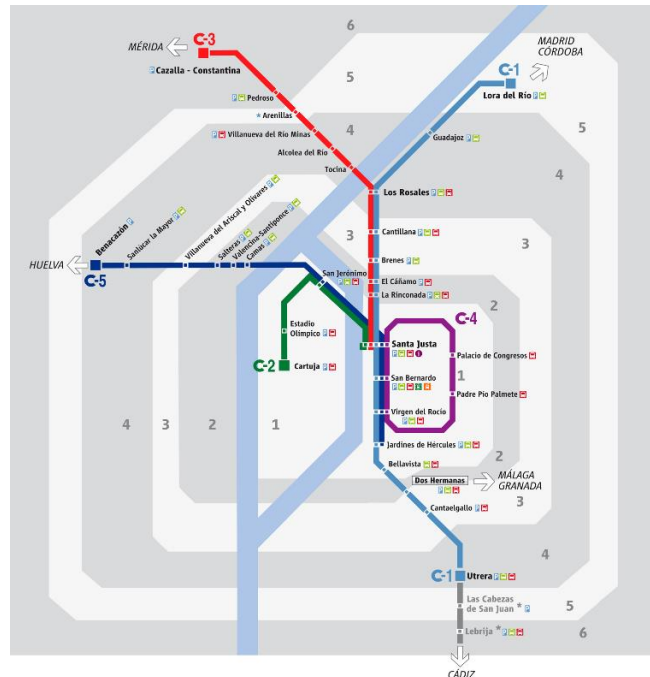 6
C-3
MÉRIDA
MADRID
CÓRDOBA
Cazalla - Constantina
C-1
5
Lora del Río
Pedroso
* Arenillas
4
Villanueva del Río Minas
Guadajoz
5
Alcolea del Río
Tocina
4
Los Rosales
Villanueva del Ariscal y Olivares
Sanlúcar la Mayor
Benacazón
Salteras
Valencina-Santiponce
Camas
3
Cantillana
3
Brenes
HUELVA
C-5
San Jerónimo
El Cáñamo
La Rinconada
2
C-4
Estadio
Olímpico
Santa Justa
Palacio de Congresos
C-2
Cartuja
San Bernardo
1
Padre Pío Palmete
Virgen del Rocío
4
3
2
1
Jardines de Hércules
2
Bellavista
Dos Hermanas
MÁLAGA
GRANADA
3
Cantaelgallo
4
C-1
Utrera
Las Cabezas
de San Juan *
5
Lebrija *
6
CÁDIZ